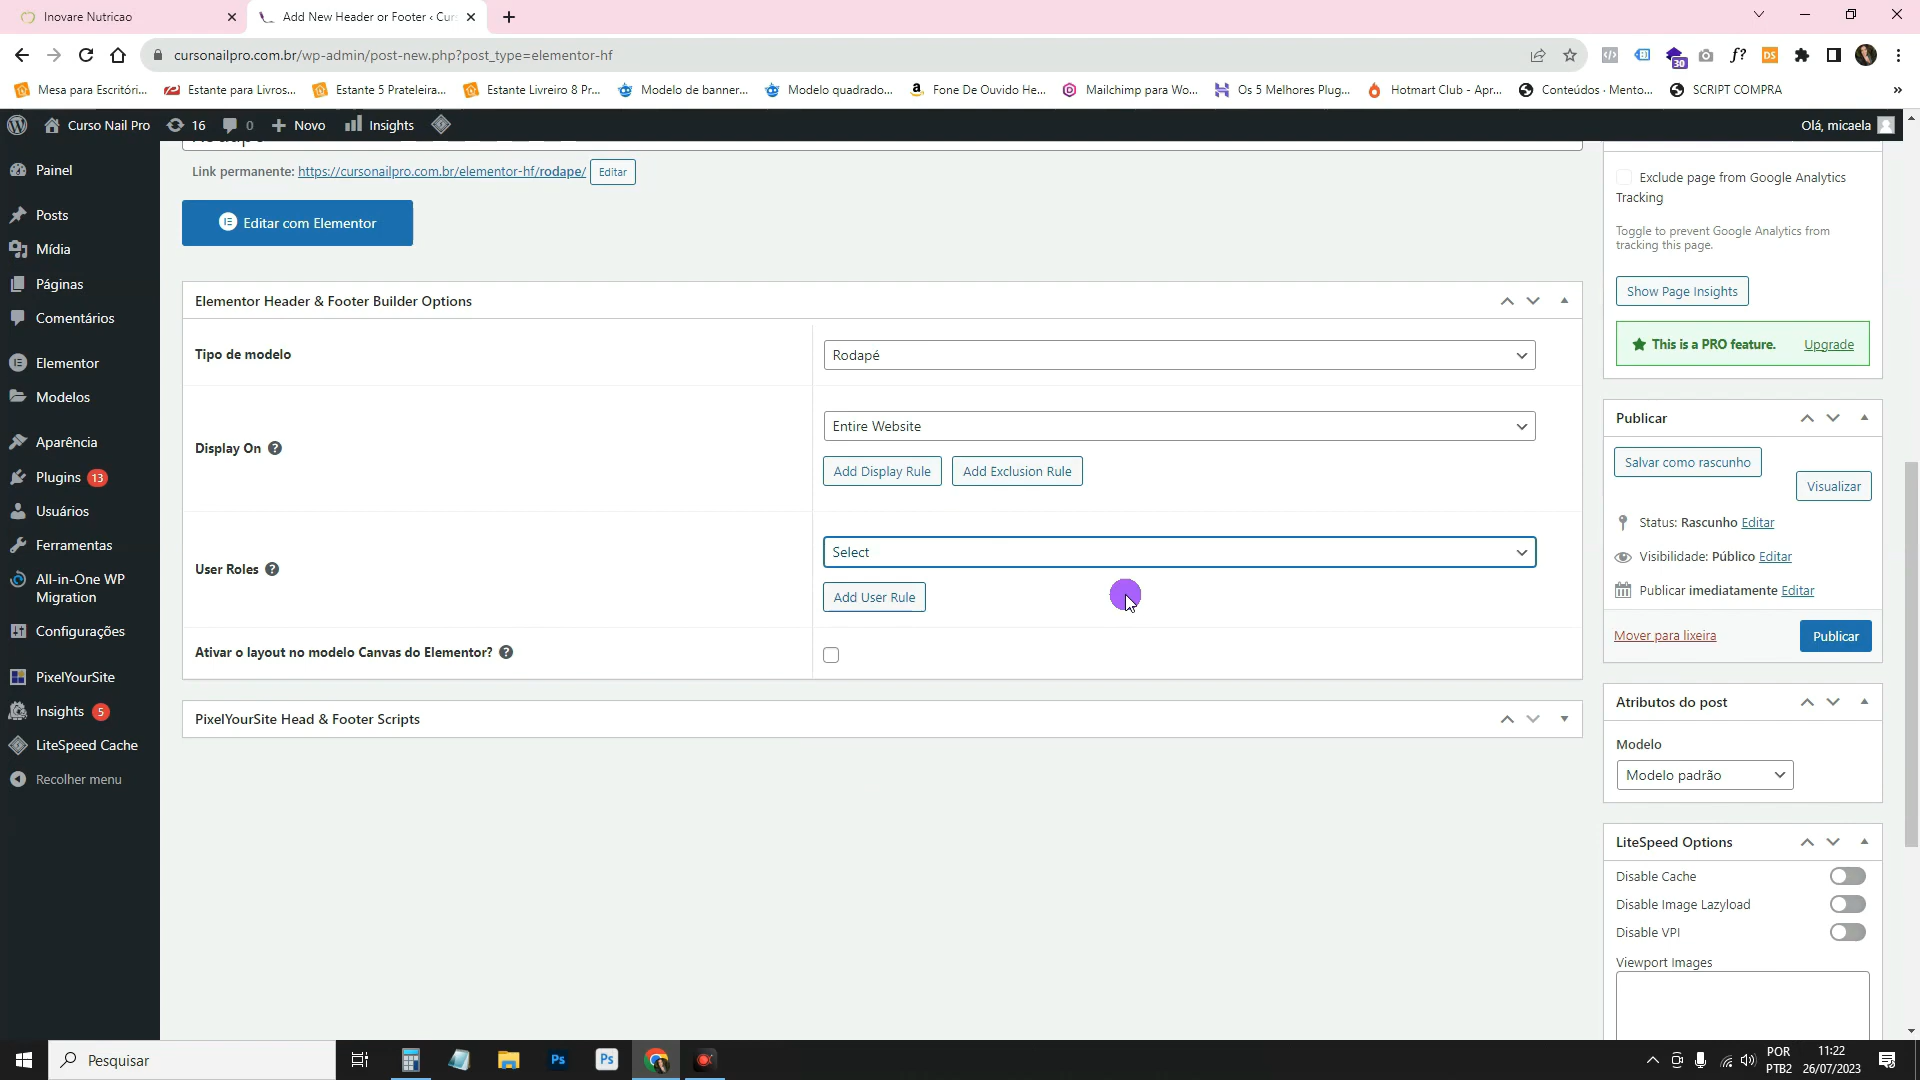 Inovare Nutricao
Add New Header or Footer ‹ Curs
cursonailpro.com.br/wp-admin/post-new.php?post_type=elementor-hf
30
f?
DS
Mesa para Escritóri...
Estante para Livros...
Estante 5 Prateleira...
Estante Livreiro 8 Pr...
Modelo de banner...
Modelo quadrado...
Fone De Ouvido He...
Mailchimp para Wo...
Os 5 Melhores Plug...
Hotmart Club - Apr...
Conteúdos · Mento...
SCRIPT COMPRA
»
Curso Nail Pro
16
0
Novo
Insights
Olá, micaela
Painel
Posts
Mídia
Páginas
Comentários
Elementor
Modelos
Aparência
Plugins 13
Usuários
Ferramentas
All-in-One WP
Migration
Configurações
PixelYourSite
Insights 5
LiteSpeed Cache
Recolher menu
Link permanente: https://cursonailpro.com.br/elementor-hf/rodape/ Editar
Editar com Elementor
Elementor Header & Footer Builder Options
Tipo de modelo
Rodapé
Display On
Entire Website
Add Display Rule
Add Exclusion Rule
User Roles
Select
Add User Rule
Ativar o layout no modelo Canvas do Elementor?
PixelYourSite Head & Footer Scripts
Exclude page from Google Analytics
Tracking
Toggle to prevent Google Analytics from
tracking this page.
Show Page Insights
This is a PRO feature. Upgrade
Publicar
Salvar como rascunho
Visualizar
Status: Rascunho Editar
Visibilidade: Público Editar
Publicar imediatamente Editar
Mover para lixeira
Publicar
Atributos do post
Modelo
Modelo padrão
LiteSpeed Options
Disable Cache
Disable Image Lazyload
Disable VPI
Viewport Images
Pesquisar
Ps
Ps
POR
PTB2
11:22
26/07/2023